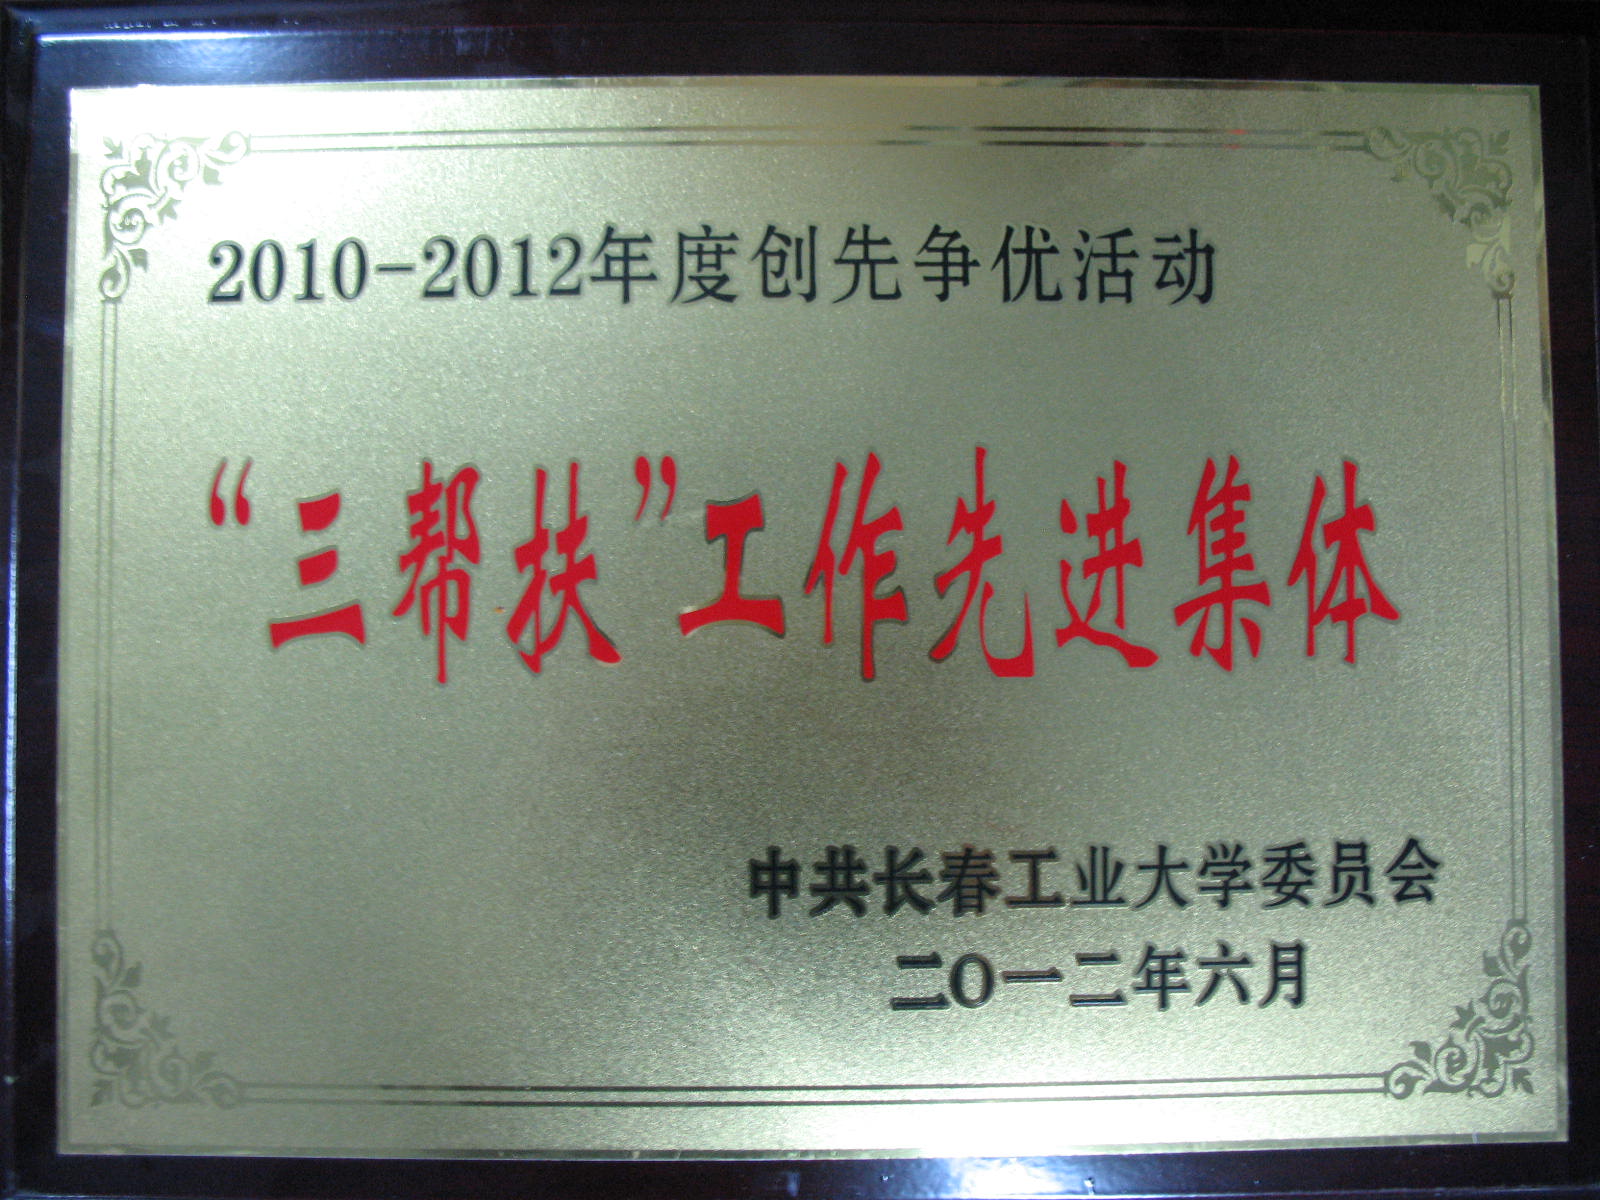 2010-2012年度创先争优活动
“三帮扶”工作先进集体
中共长春工业大学委员会
二〇一二年六月